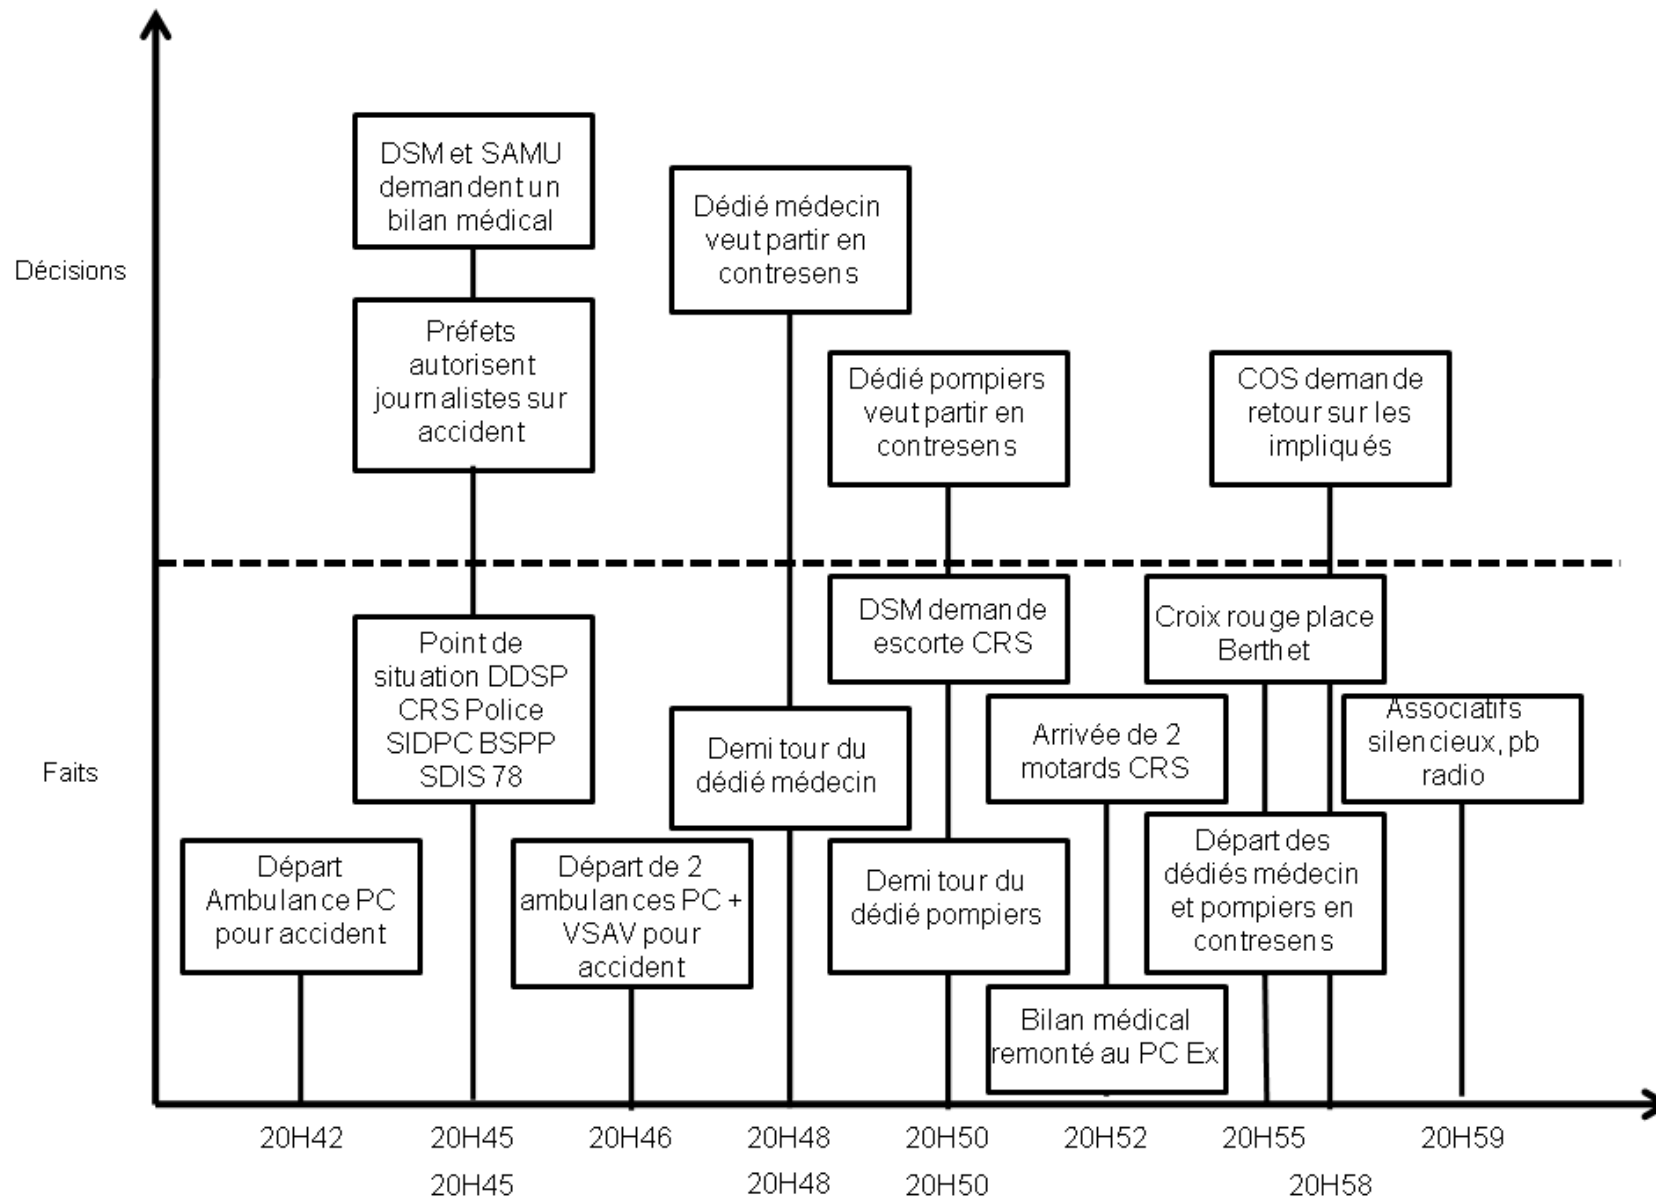 DSM et SAMU
demandent un
bilan médical
Dédié médecin
veut partir en
contresens
Décisions
Préfets
autorisent
journalistes sur
accident
Dédié pompiers
veut partir en
contresens
COS demande
retour sur les
impliqués
Point de
situation DDSP
CRS Police
SIDPC BSPP
SDIS 78
DSM demande
escorte CRS
Croix rouge place
Berthet
Faits
Demi tour du
dédié médecin
Arrivée de 2
motards CRS
Associatifs
silencieux, pb
radio
Départ
Ambulance PC
pour accident
Départ de 2
ambulances PC +
VSAV pour
accident
Demi tour du
dédié pompiers
Départ des
dédiés médecin
et pompiers en
contresens
Bilan médical
remonté au PC Ex
20H42 20H45 20H46 20H48 20H50 20H52 20H55 20H59
20H45 20H48 20H50 20H58